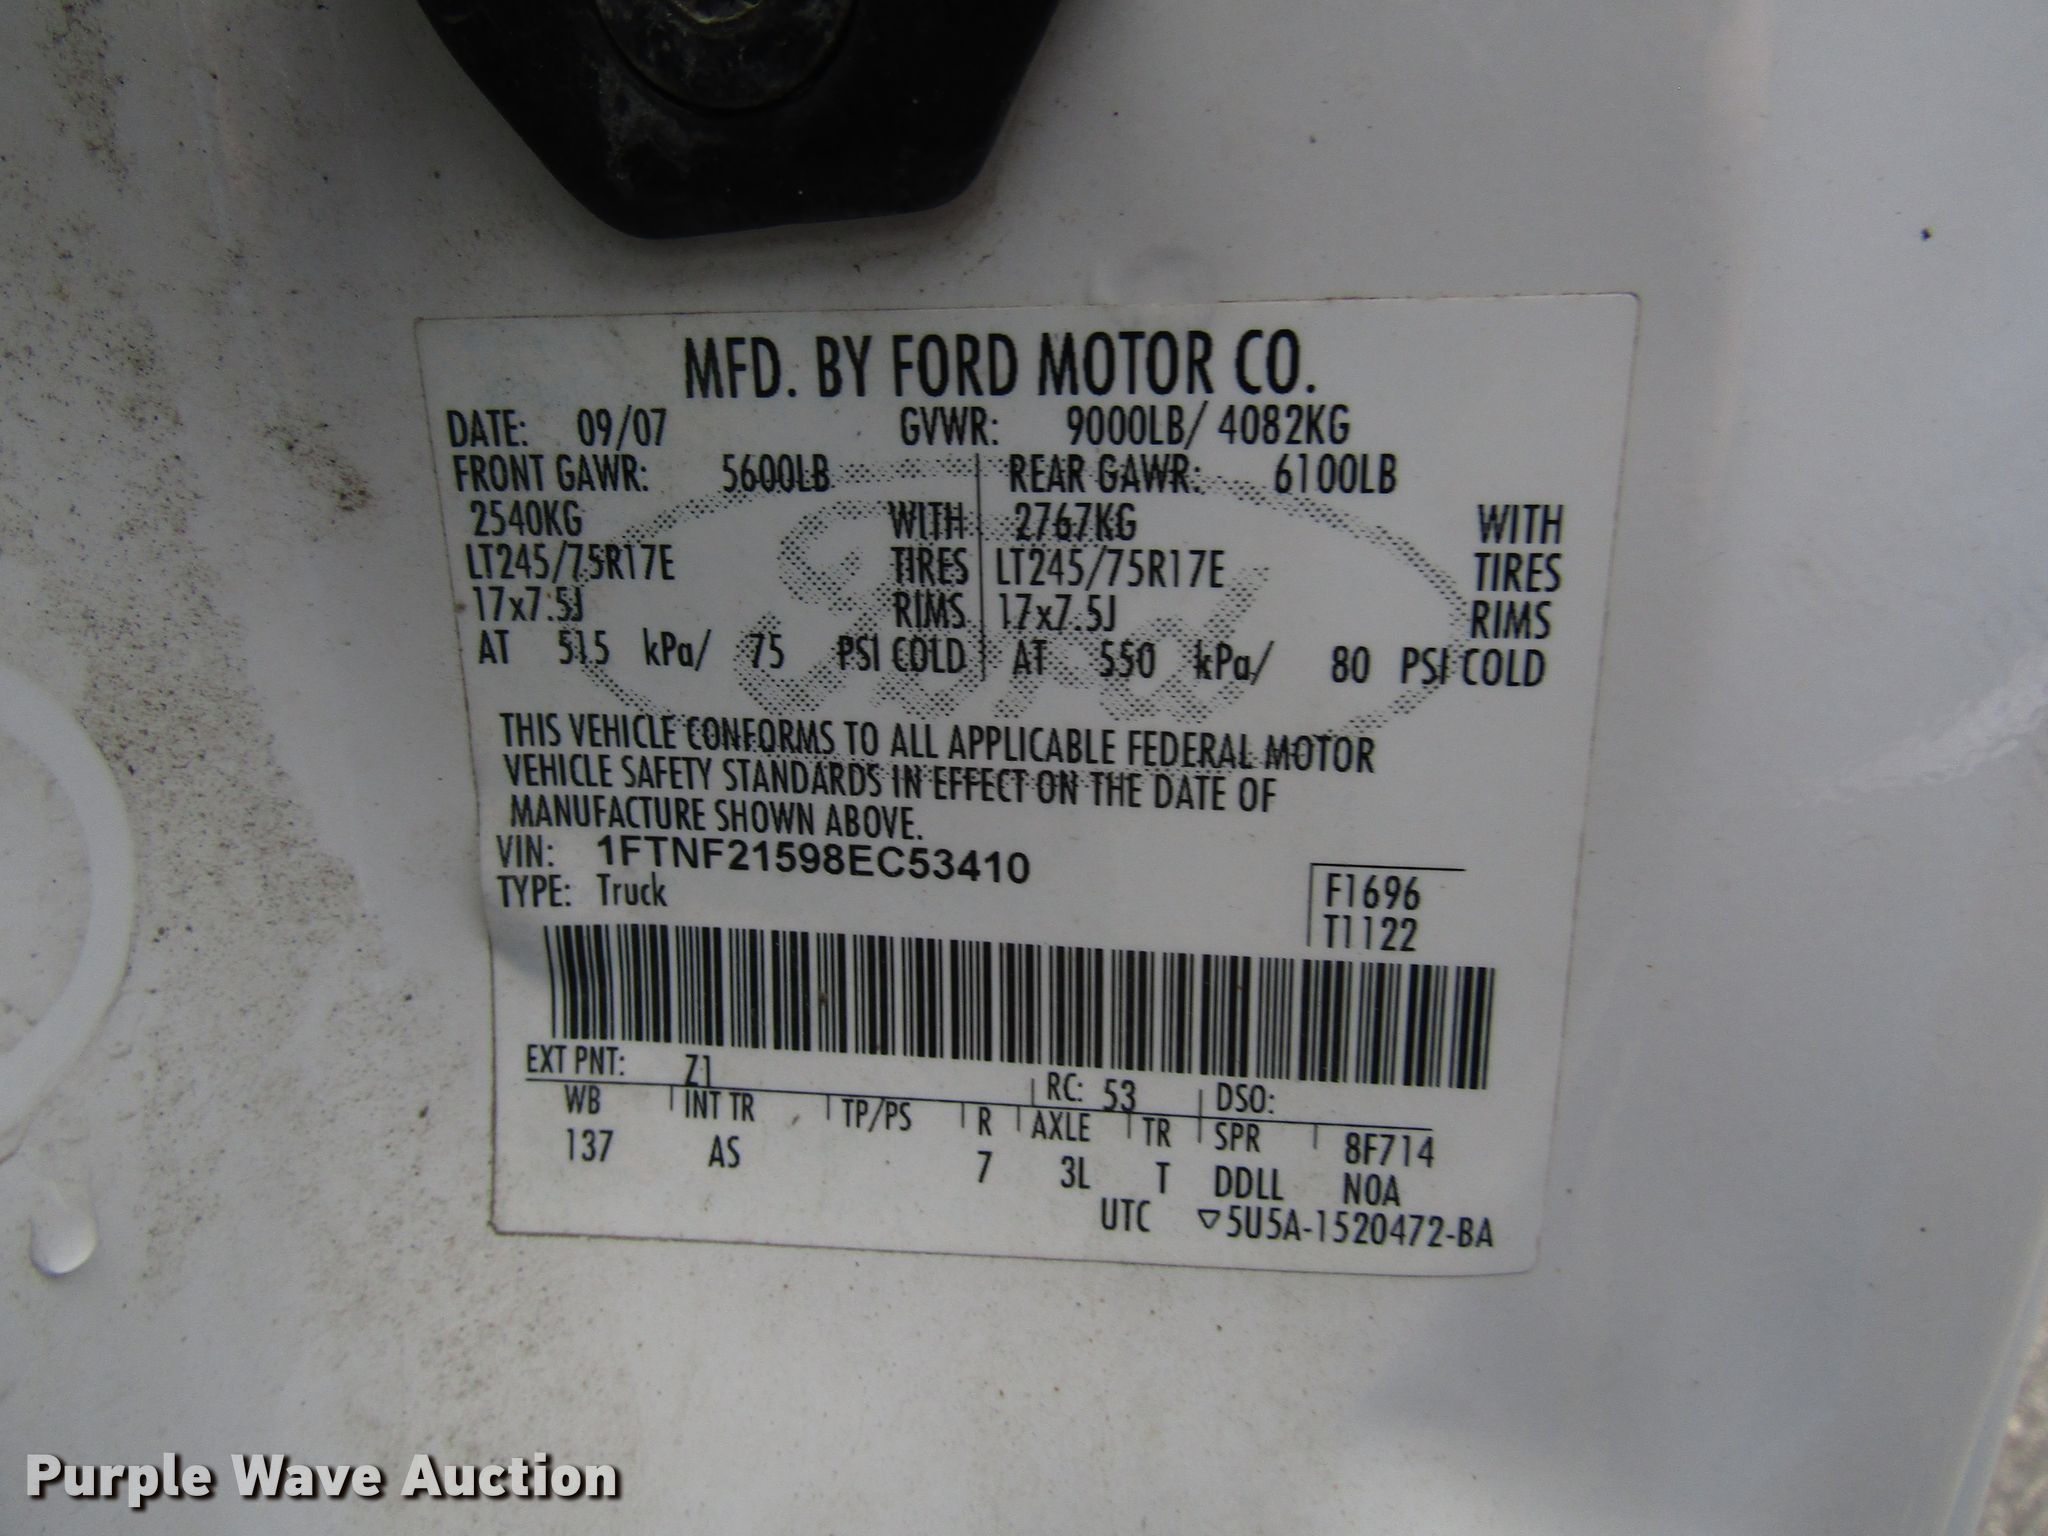 MFD. BY FORD MOTOR CO.
DATE: 09/07 GVWR: 9000LB/ 4082KG
FRONT GAWR: 5600LB REAR GAWR: 6100LB
2540KG WITH 2767KG WITH
LT245/75R17E TIRES LT245/75R17E TIRES
17x7.5J RIMS 17x7.5J RIMS
AT 515 kPa/ 75 PSI COLD AT 550 kPa/ 80 PSI COLD
Ford
THIS VEHICLE CONFORMS TO ALL APPLICABLE FEDERAL MOTOR
VEHICLE SAFETY STANDARDS IN EFFECT ON THE DATE OF
MANUFACTURE SHOWN ABOVE.
VIN: 1FTNF21598EC53410
TYPE: Truck
F1696
T1122
EXT PNT: Z1 RC: 53 DSO:
WB INT TR TP/PS R AXLE TR SPR 8F714
137 AS 7 3L T DDLL NOA
UTC ▽5U5A-1520472-BA
Purple Wave Auction